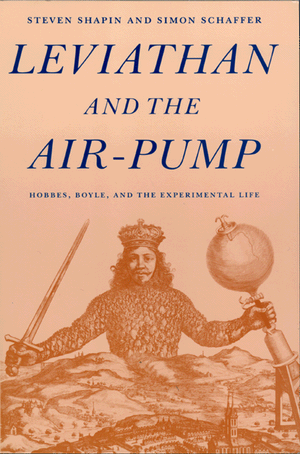 STEVEN SHAPIN AND SIMON SCHAFFER
LEVIATHAN
AND THE
AIR-PUMP
HOBBES, BOYLE, AND THE EXPERIMENTAL LIFE